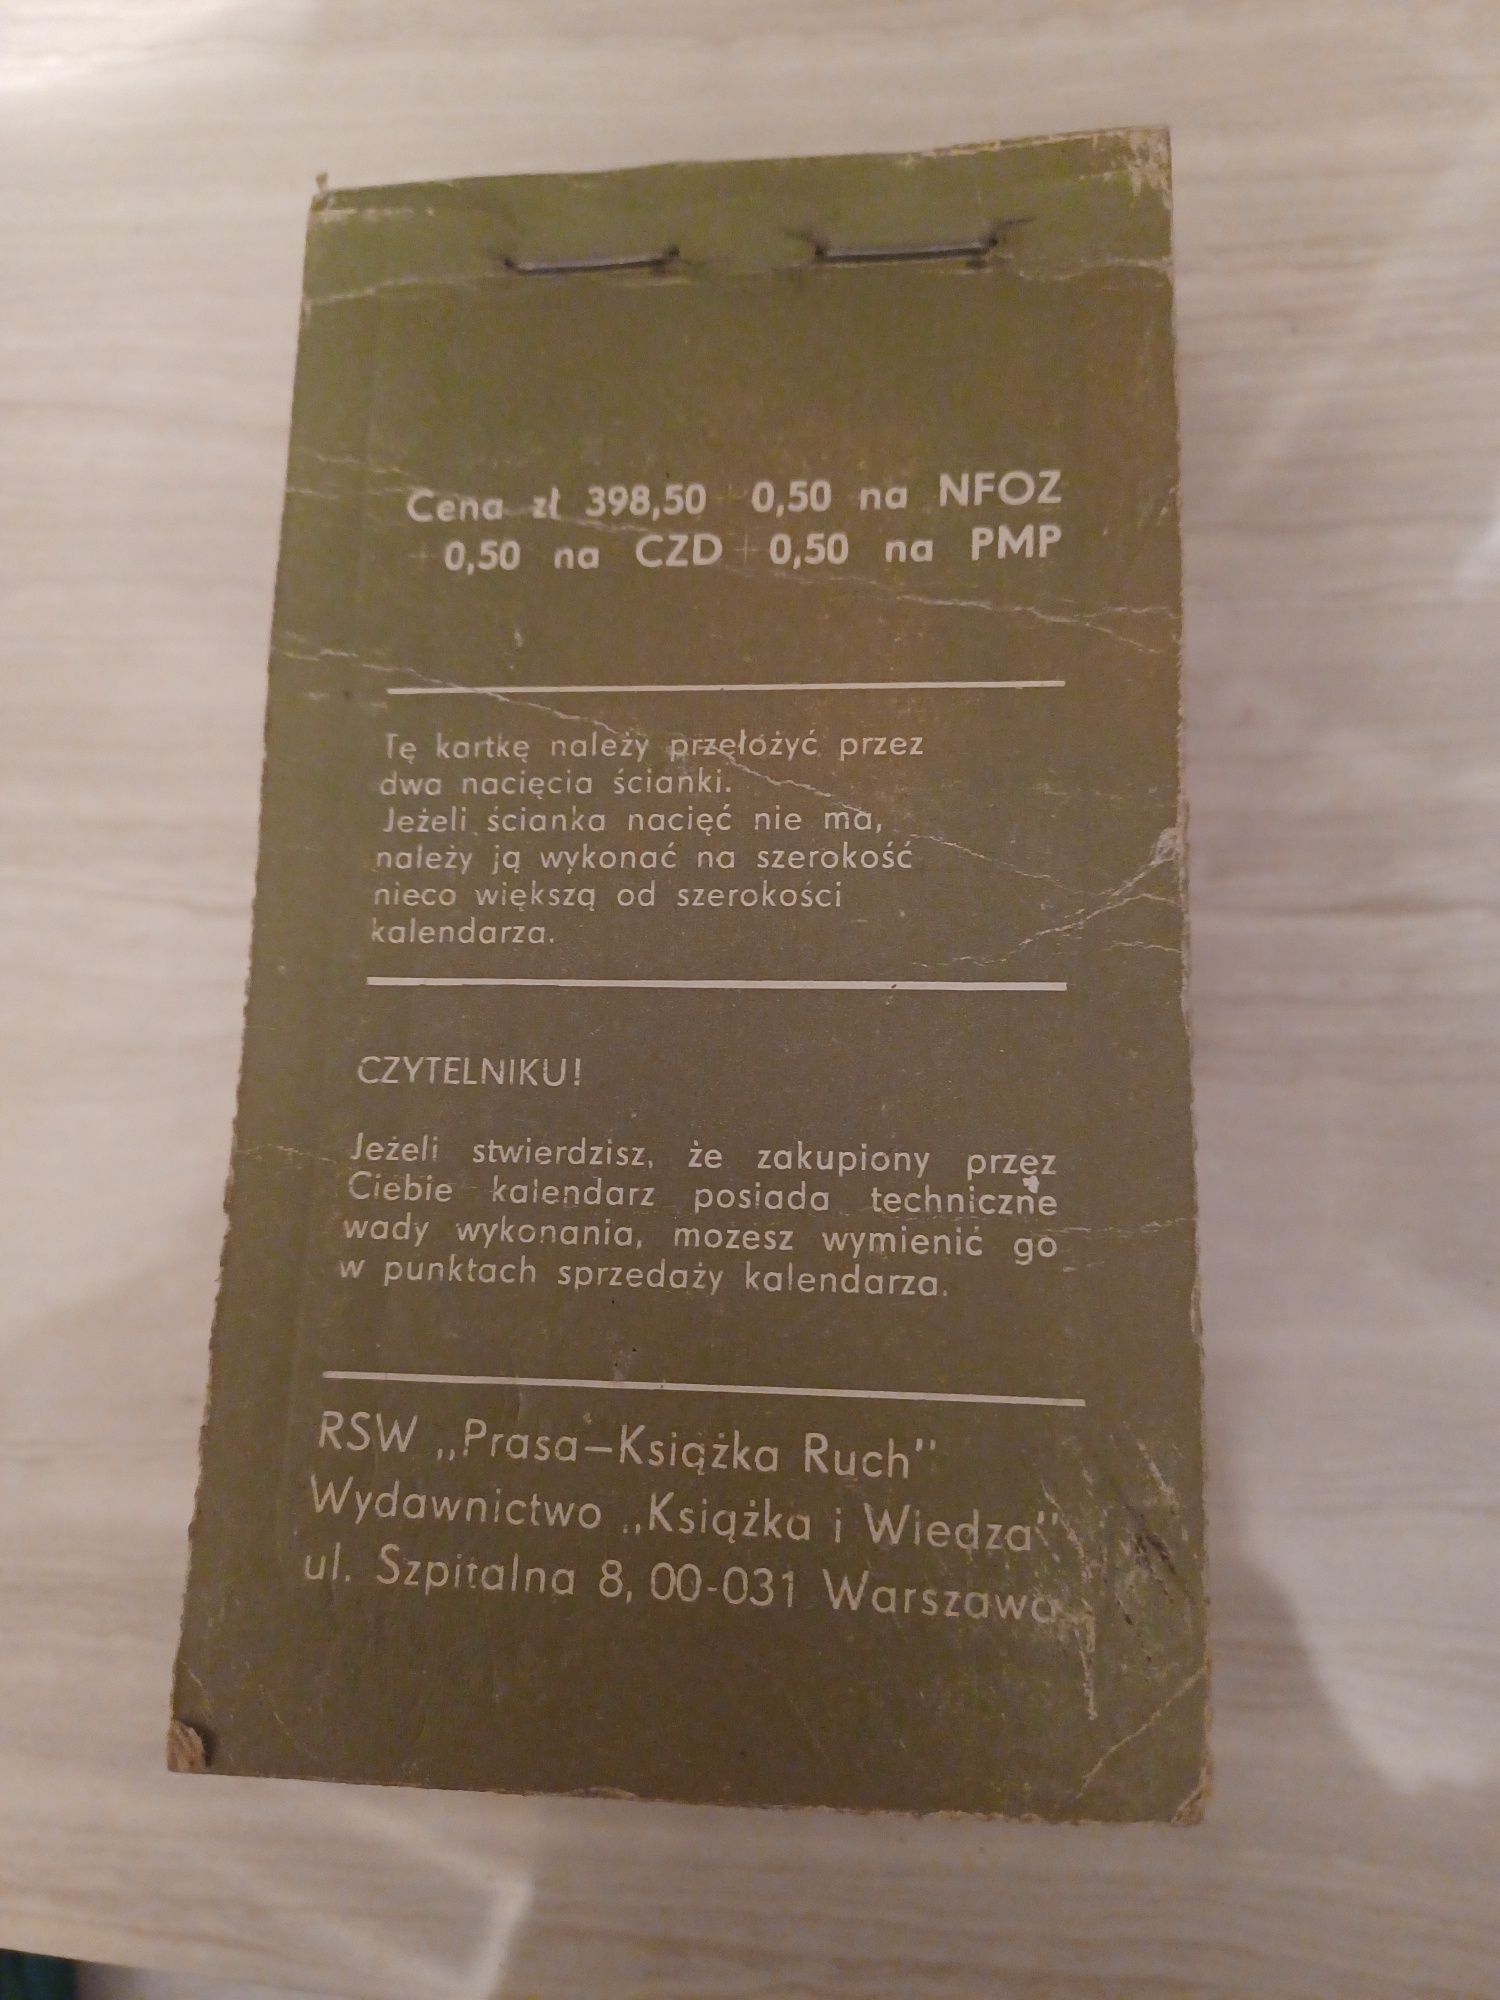 Cena zł 398,50 + 0,50 na NFOZ
+ 0,50 na CZD + 0,50 na PMP
Tę kartkę należy przełożyć przez
dwa nacięcia ścianki.
Jeżeli ścianka nacięć nie ma,
należy ją wykonać na szerokość
nieco większą od szerokości
kalendarza.
CZYTELNIKU!
Jeżeli stwierdzisz, że zakupiony przez
Ciebie kalendarz posiada techniczne
wady wykonania, możesz wymienić go
w punktach sprzedaży kalendarza.
RSW „Prasa–Książka Ruch"
Wydawnictwo „Książka i Wiedza"
ul. Szpitalna 8, 00-031 Warszawa